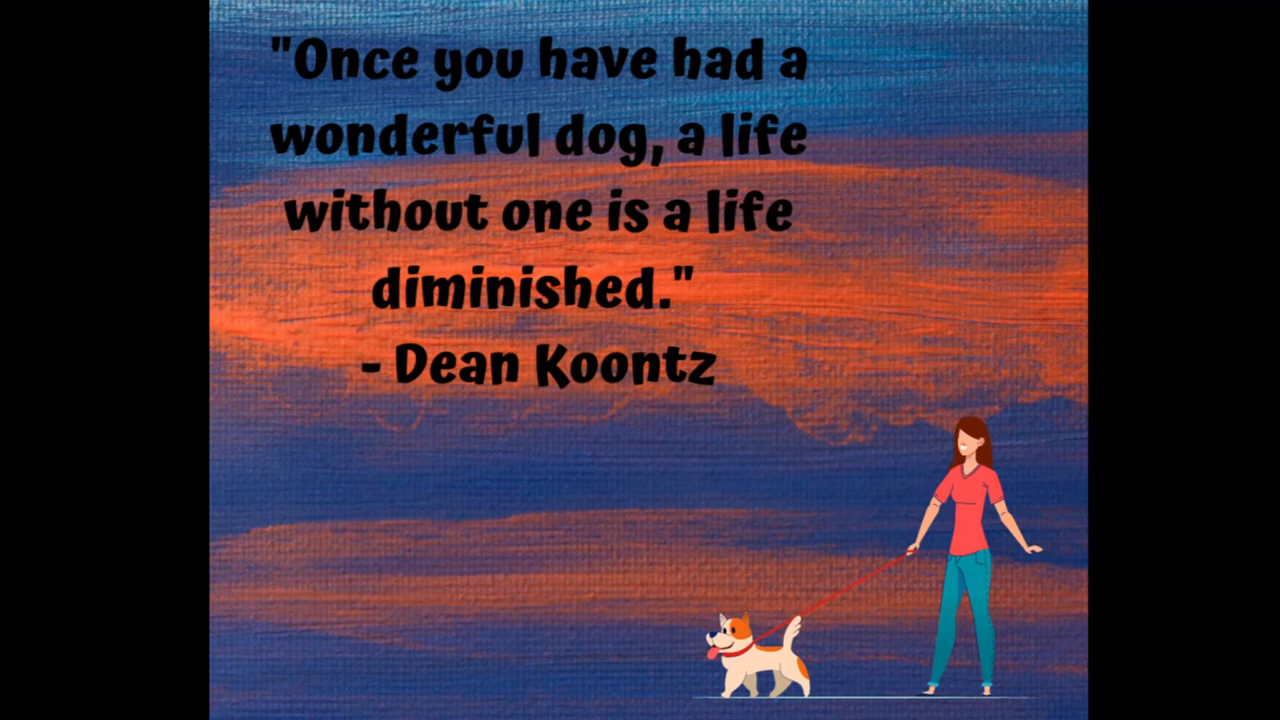 "Once you have had a
wonderful dog, a life
without one is a life
diminished."
- Dean Koontz